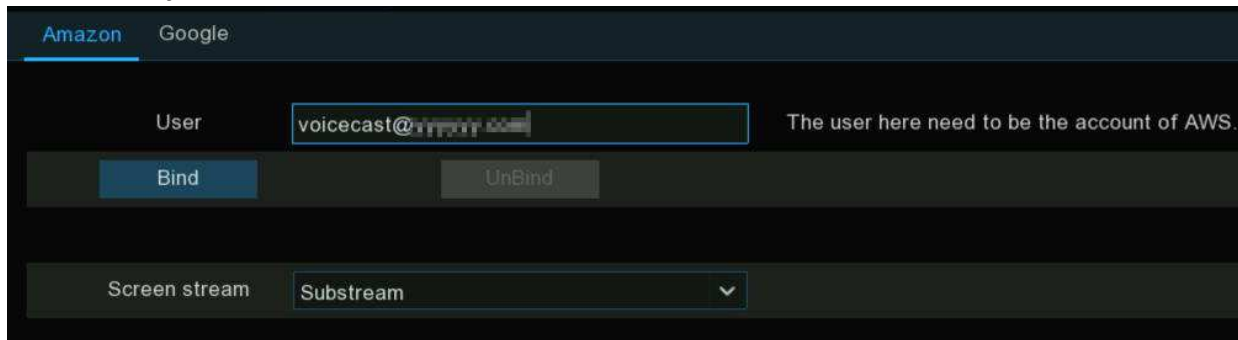 Amazon Google
User voicecast@ The user here need to be the account of AWS.
Bind UnBind
Screen stream Substream